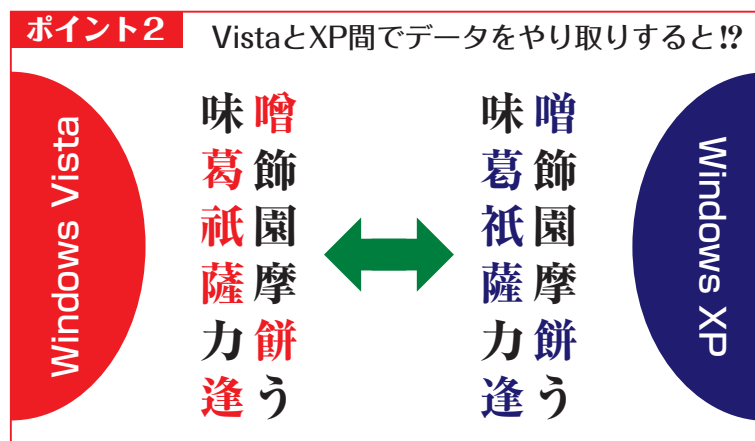 ポイント2
VistaとXP間でデータをやり取りすると!?
Windows Vista
味噌
葛飾
祇園
薩摩
力餅
逢う
味噌
葛飾
祇園
薩摩
力餅
逢う
Windows XP